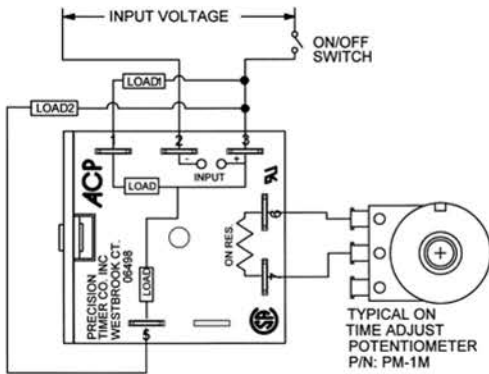 INPUT VOLTAGE
ON/OFF
SWITCH
LOAD1
LOAD2
1 2 3
- +
INPUT
LOAD
ACP
ON RES.
6
7
LOAD
PRECISION
TIMER CO. INC
WESTBROOK CT.
06498
5
TYPICAL ON
TIME ADJUST
POTENTIOMETER
P/N: PM-1M